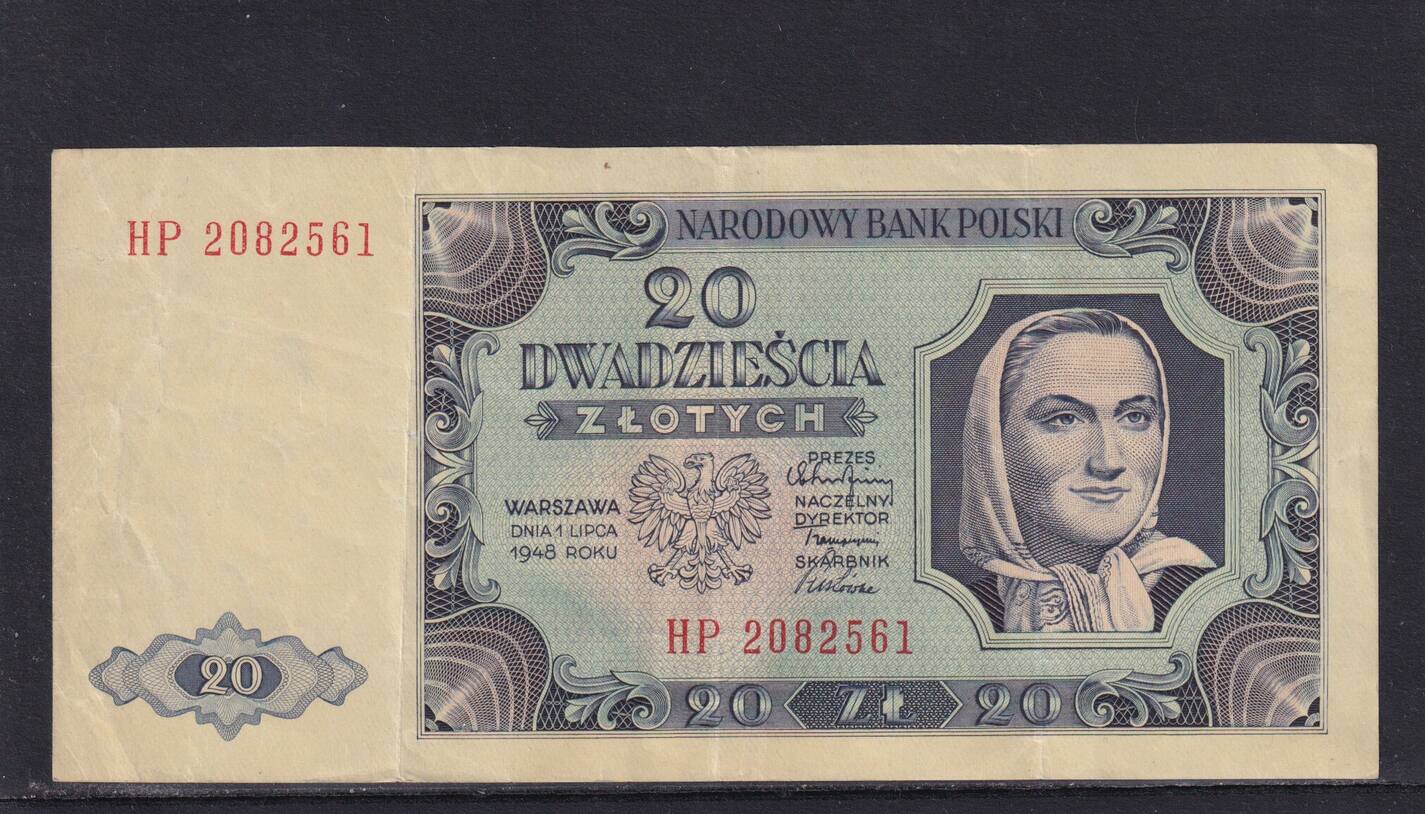 HP 2082561
NARODOWY BANK POLSKI
20
DWADZIEŚCIA
ZŁOTYCH
WARSZAWA
DNIA 1 LIPCA
1948 ROKU
PREZES
NACZELNY
DYREKTOR
SKARBNIK
HP 2082561
20
20 ZŁ 20